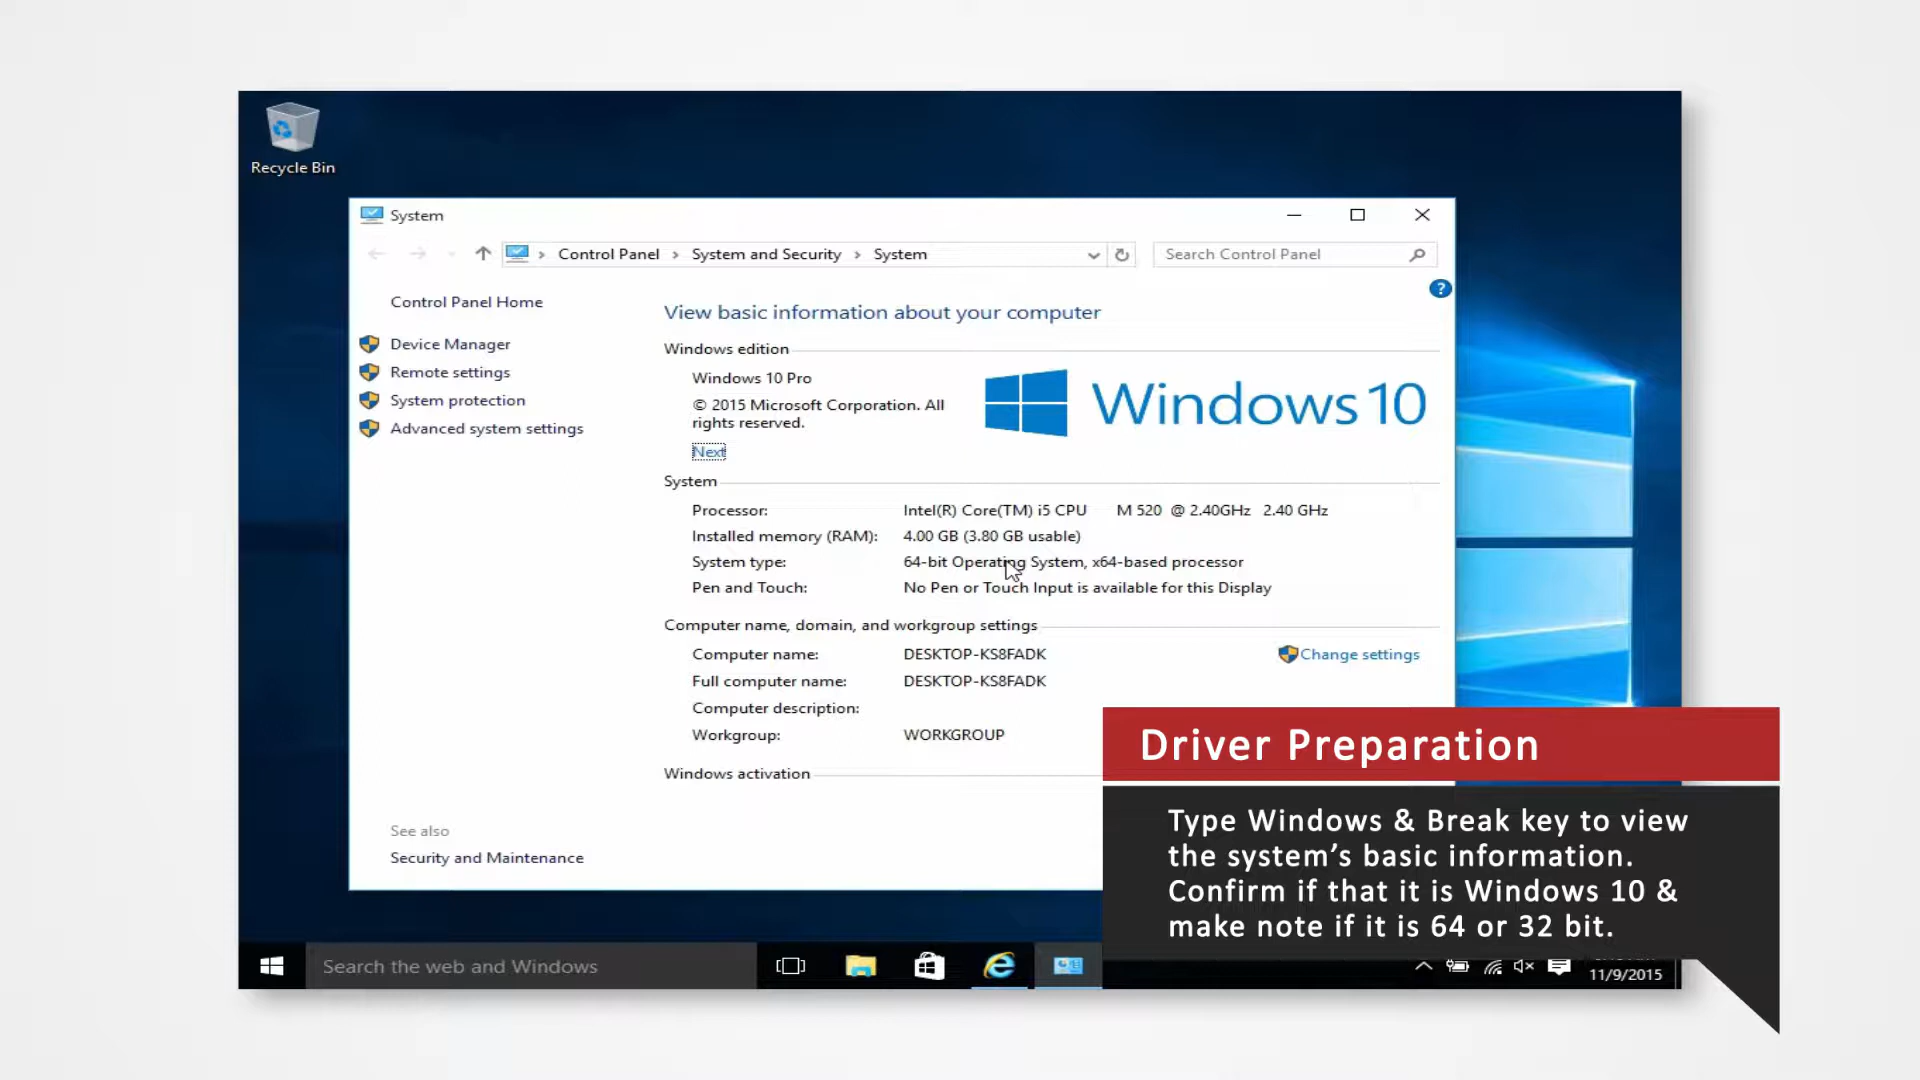 Recycle Bin
System
Control Panel
System and Security
System
Search Control Panel
?
Control Panel Home
Device Manager
Remote settings
System protection
Advanced system settings
View basic information about your computer
Windows edition
Windows 10 Pro
© 2015 Microsoft Corporation. All
rights reserved.
Next
Windows 10
System
Processor: Intel(R) Core(TM) i5 CPU M 520 @ 2.40GHz 2.40 GHz
Installed memory (RAM): 4.00 GB (3.80 GB usable)
System type: 64-bit Operating System, x64-based processor
Pen and Touch: No Pen or Touch Input is available for this Display
Computer name, domain, and workgroup settings
Computer name: DESKTOP-KS8FADK
Change settings
Full computer name: DESKTOP-KS8FADK
Computer description:
Workgroup: WORKGROUP
Windows activation
See also
Security and Maintenance
Driver Preparation
Type Windows & Break key to view
the system’s basic information.
Confirm if that it is Windows 10 &
make note if it is 64 or 32 bit.
Search the web and Windows
11/9/2015